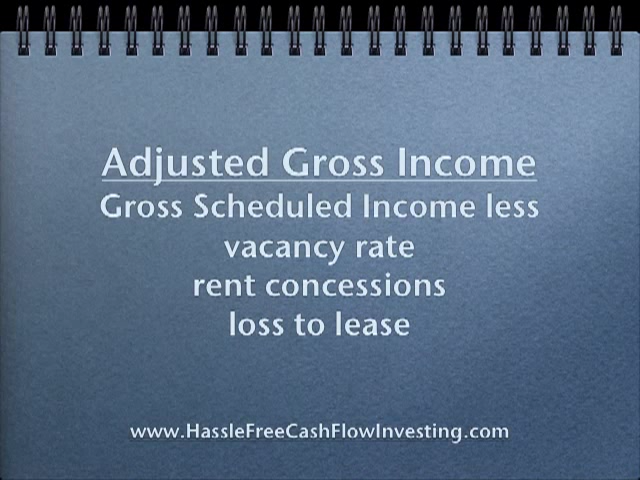 Adjusted Gross Income
Gross Scheduled Income less
vacancy rate
rent concessions
loss to lease
www.HassleFreeCashFlowInvesting.com